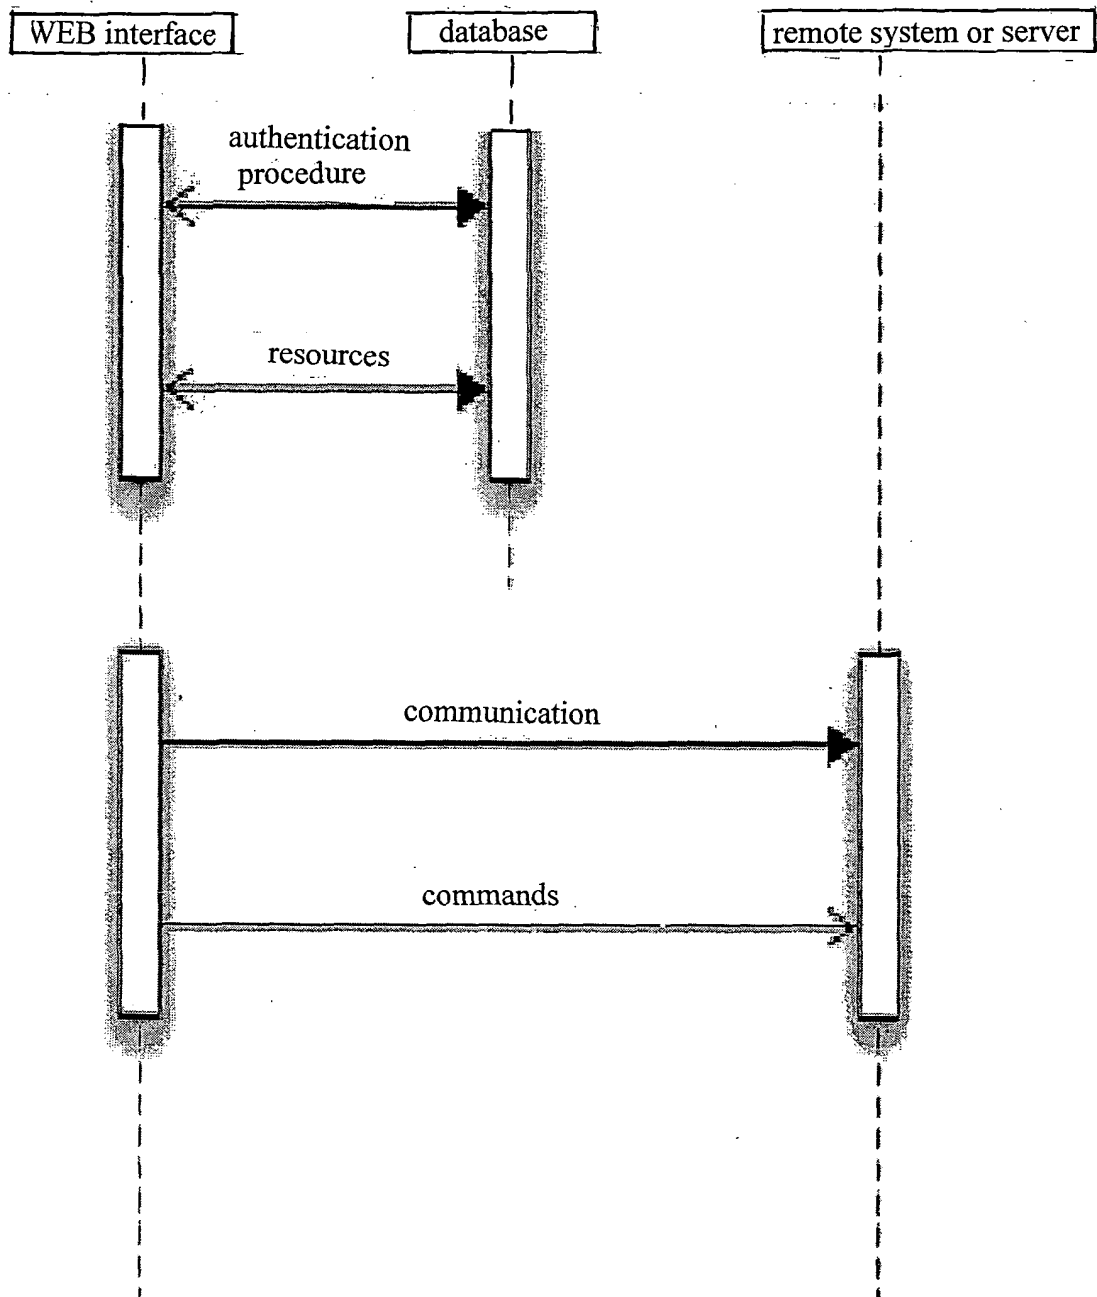 WEB interface
database
remote system or server
authentication
procedure
resources
communication
commands